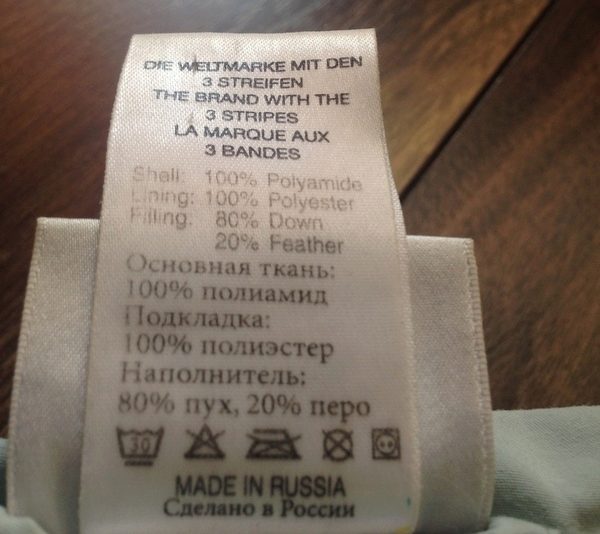 DIE WELTMARKE MIT DEN
3 STREIFEN
THE BRAND WITH THE
3 STRIPES
LA MARQUE AUX
3 BANDES
Shell: 100% Polyamide
Lining: 100% Polyester
Filling: 80% Down
20% Feather
Основная ткань:
100% полиамид
Подкладка:
100% полиэстер
Наполнитель:
80% пух, 20% перо
30
MADE IN RUSSIA
Сделано в России